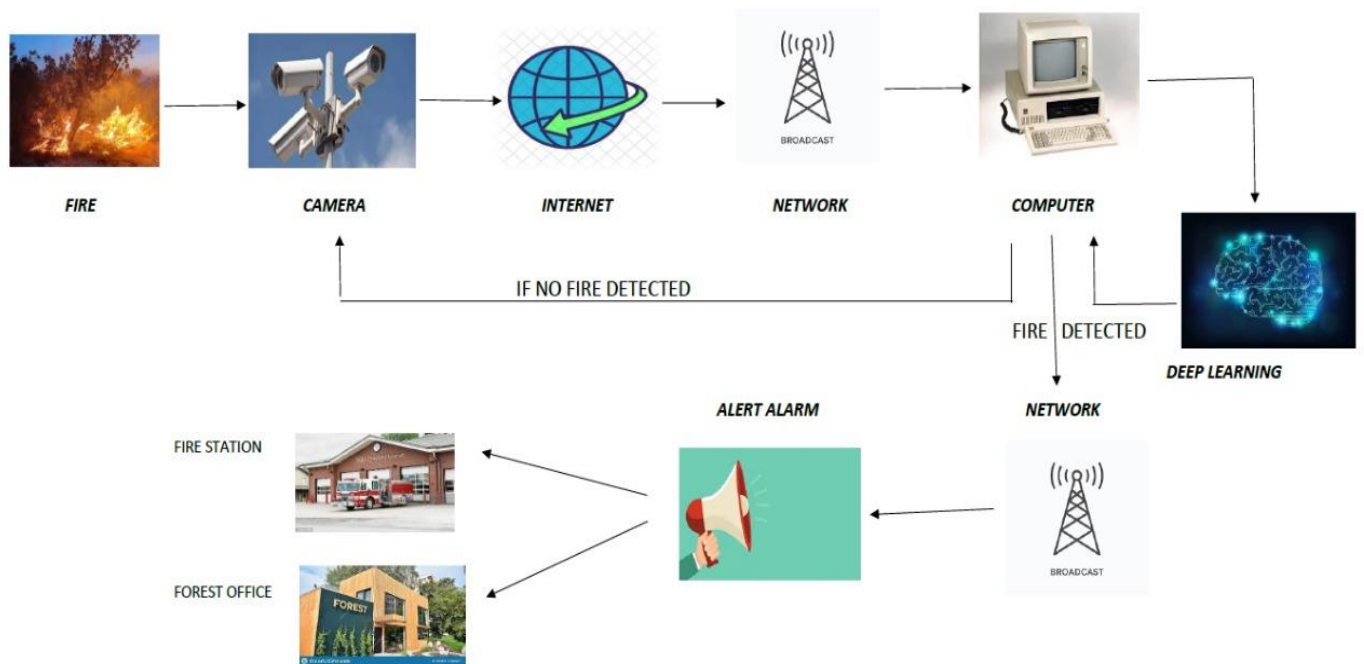 BROADCAST
FIRE
CAMERA
INTERNET
NETWORK
COMPUTER
IF NO FIRE DETECTED
FIRE DETECTED
DEEP LEARNING
ALERT ALARM
NETWORK
FIRE STATION
BROADCAST
FOREST OFFICE
FOREST